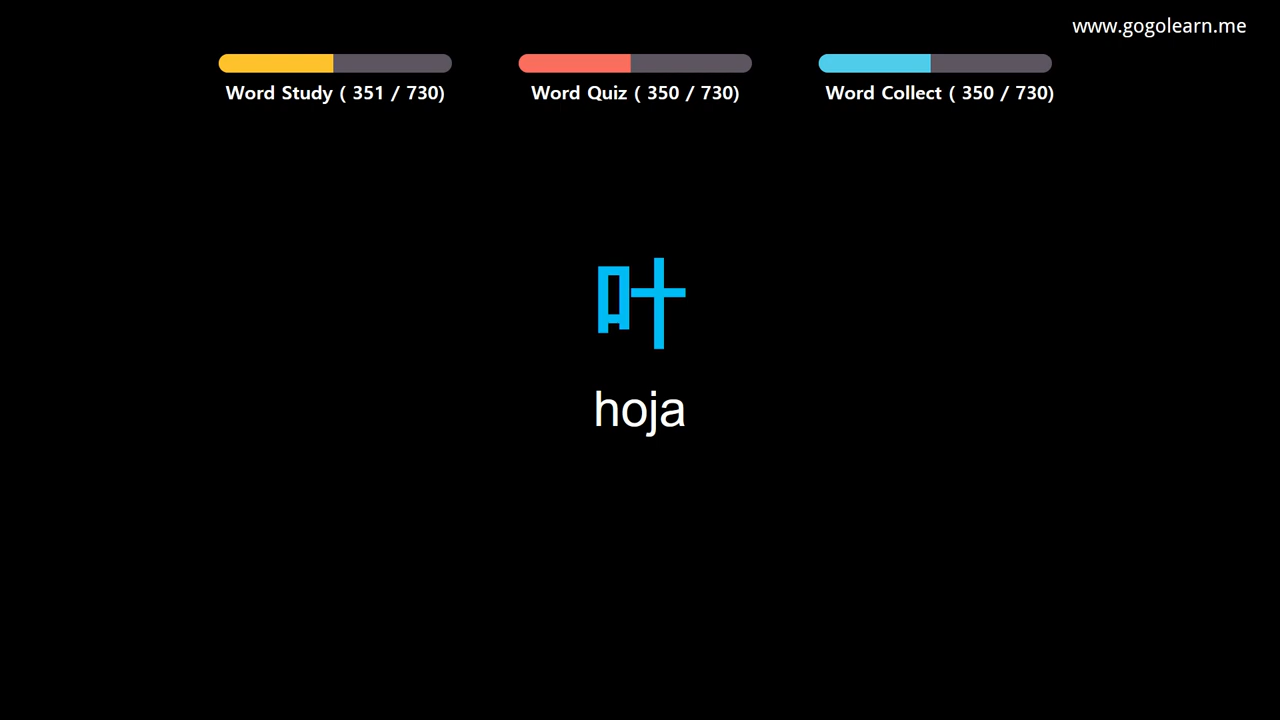 www.gogolearn.me
Word Study ( 351 / 730)
Word Quiz ( 350 / 730)
Word Collect ( 350 / 730)
叶
hoja